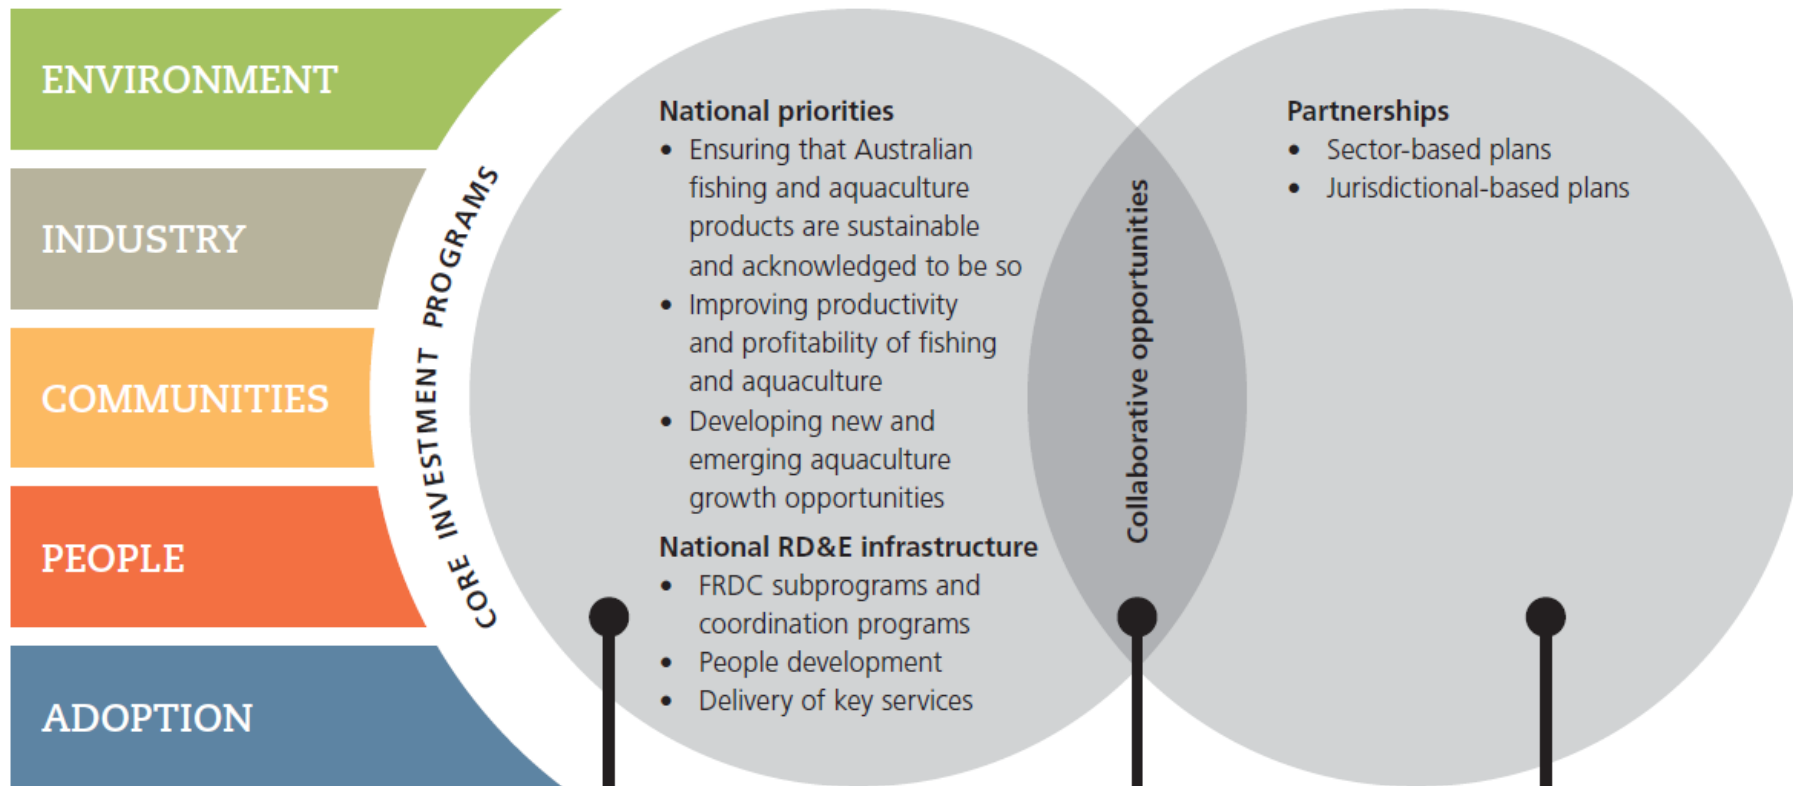 ENVIRONMENT
INDUSTRY
COMMUNITIES
PEOPLE
ADOPTION
CORE INVESTMENT PROGRAMS
National priorities
• Ensuring that Australian
fishing and aquaculture
products are sustainable
and acknowledged to be so
• Improving productivity
and profitability of fishing
and aquaculture
• Developing new and
emerging aquaculture
growth opportunities
National RD&E infrastructure
• FRDC subprograms and
coordination programs
• People development
• Delivery of key services
Collaborative opportunities
Partnerships
• Sector-based plans
• Jurisdictional-based plans